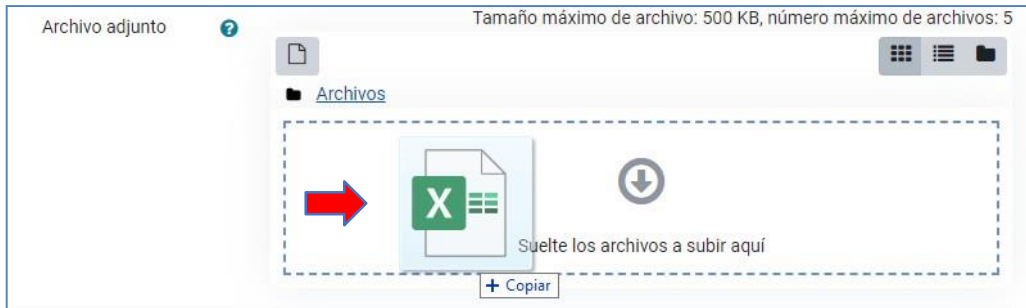 Tamaño máximo de archivo: 500 KB, número máximo de archivos: 5
Archivo adjunto
Archivos
X
Suelte los archivos a subir aquí
+ Copiar